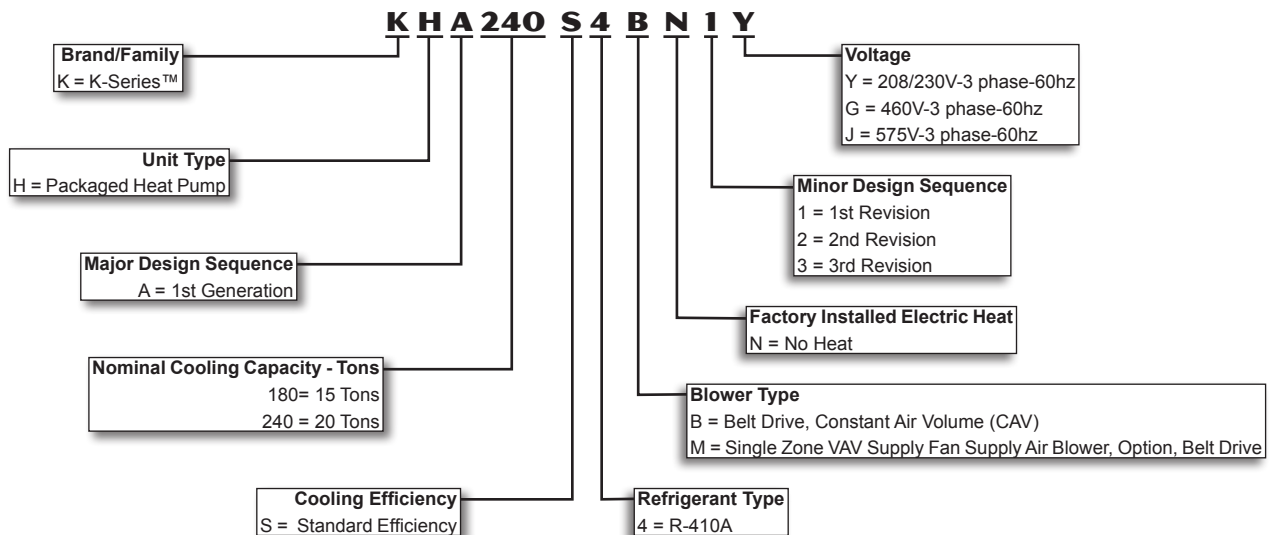 K H A 240 S 4 B N 1 Y
Brand/Family
K = K-Series™
Unit Type
H = Packaged Heat Pump
Major Design Sequence
A = 1st Generation
Nominal Cooling Capacity - Tons
180= 15 Tons
240 = 20 Tons
Cooling Efficiency
S = Standard Efficiency
Refrigerant Type
4 = R-410A
Blower Type
B = Belt Drive, Constant Air Volume (CAV)
M = Single Zone VAV Supply Fan Supply Air Blower, Option, Belt Drive
Factory Installed Electric Heat
N = No Heat
Minor Design Sequence
1 = 1st Revision
2 = 2nd Revision
3 = 3rd Revision
Voltage
Y = 208/230V-3 phase-60hz
G = 460V-3 phase-60hz
J = 575V-3 phase-60hz